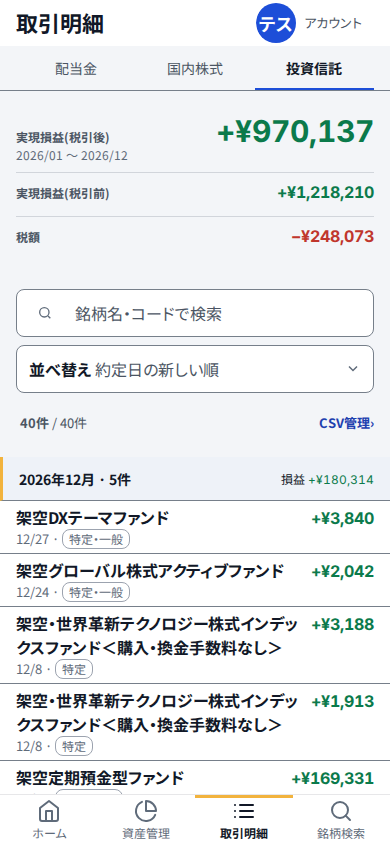 取引明細
テス アカウント
配当金 国内株式 投資信託
実現損益(税引後) +¥970,137
2026/01 〜 2026/12
実現損益(税引前) +¥1,218,210
税額 −¥248,073
銘柄名・コードで検索
並べ替え 約定日の新しい順
40件 / 40件 CSV管理›
2026年12月・5件 損益 +¥180,314
架空DXテーマファンド +¥3,840
12/27・特定・一般
架空グローバル株式アクティブファンド +¥2,042
12/24・特定・一般
架空・世界革新テクノロジー株式インデッ +¥3,188
クスファンド＜購入・換金手数料なし＞
12/8・特定
架空・世界革新テクノロジー株式インデッ +¥1,913
クスファンド＜購入・換金手数料なし＞
12/8・特定
架空定期預金型ファンド +¥169,331
ホーム 資産管理 取引明細 銘柄検索